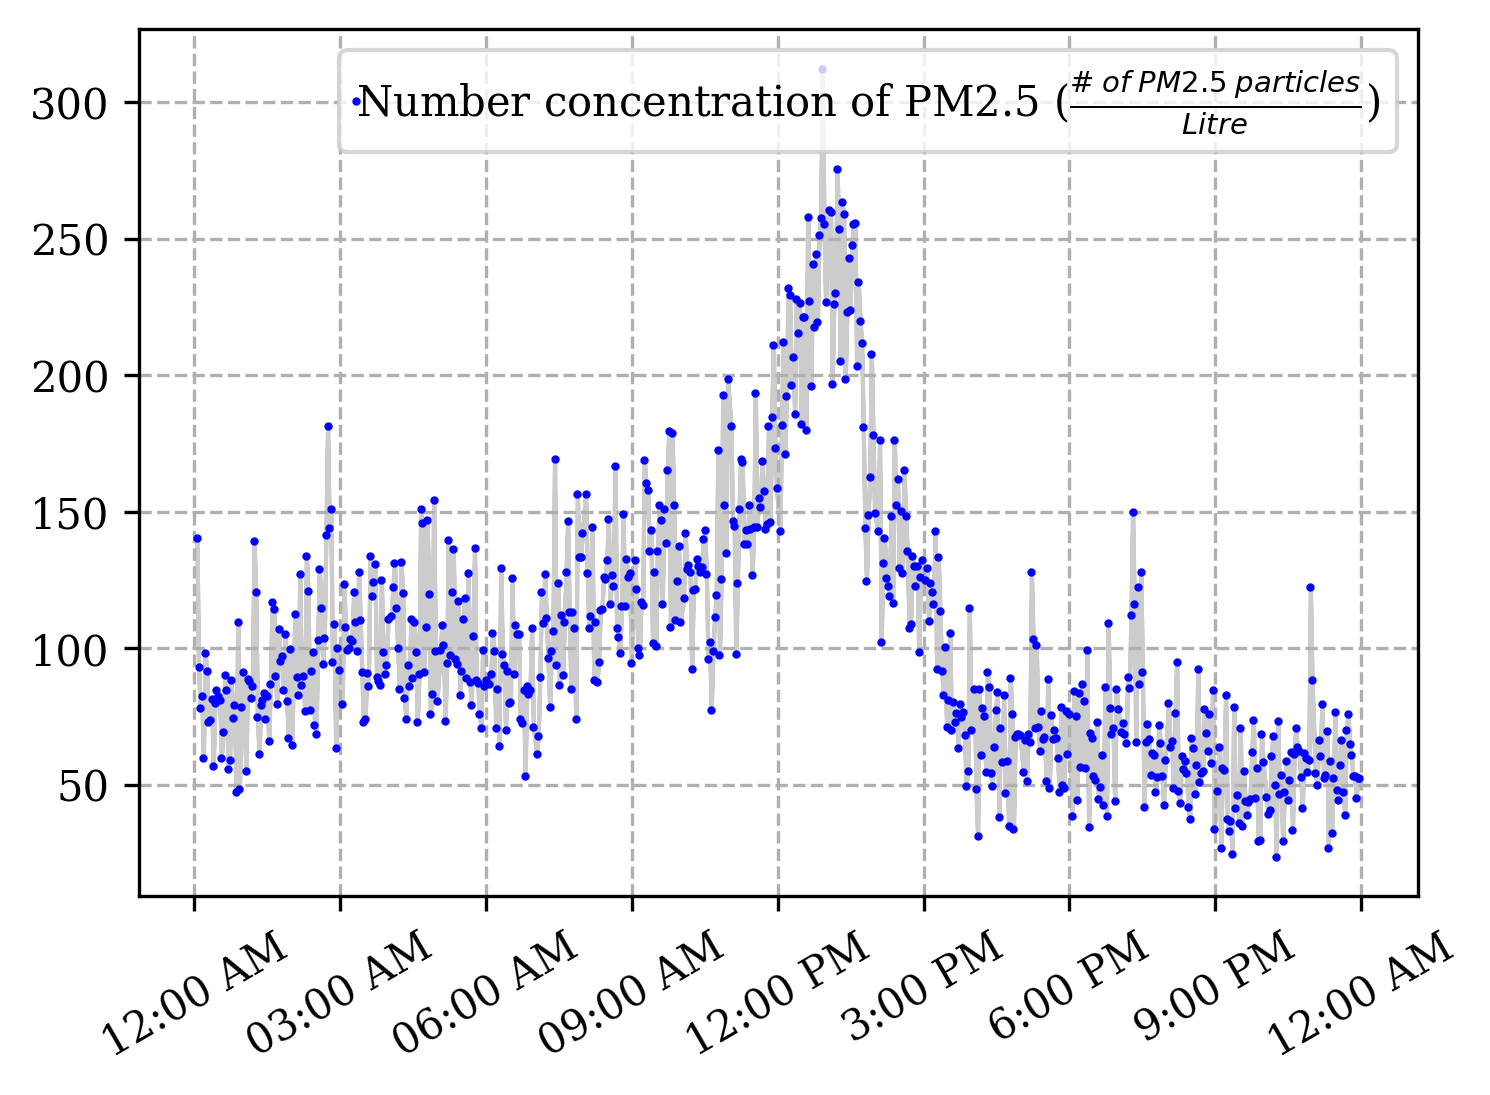 Number concentration of PM2.5 (# of PM2.5 particles/Litre)
300
250
200
150
100
50
12:00 AM
03:00 AM
06:00 AM
09:00 AM
12:00 PM
3:00 PM
6:00 PM
9:00 PM
12:00 AM